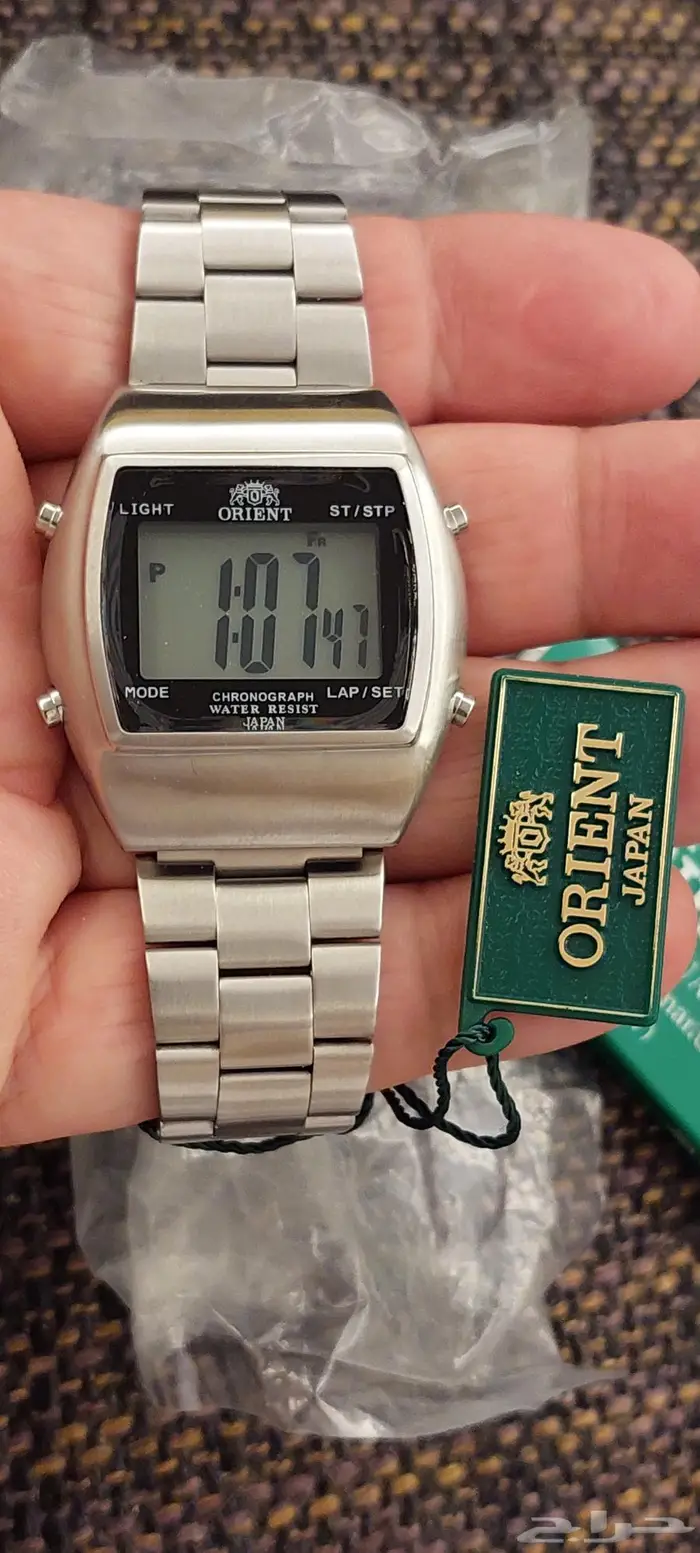 LIGHT
ORIENT
ST/STP
FR
P
1:07 47
MODE
LAP/SET
CHRONOGRAPH
WATER RESIST
JAPAN
ORIENT
JAPAN
حراج